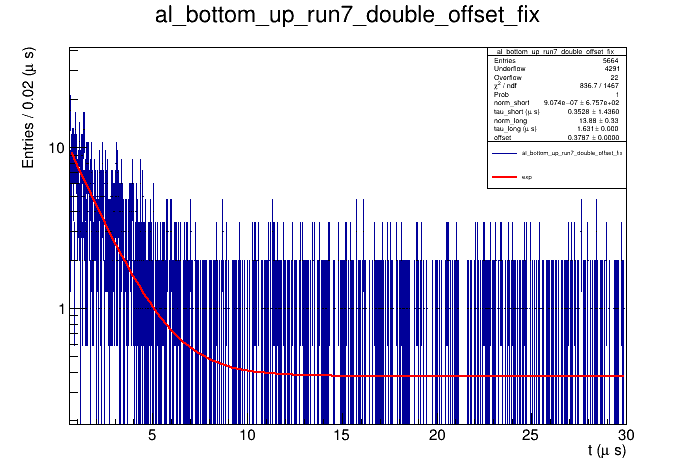 al_bottom_up_run7_double_offset_fix
Entries / 0.02 (μ s)
al_bottom_up_run7_double_offset_fix
Entries 5664
Underflow 4291
Overflow 22
χ² / ndf 836.7 / 1467
Prob 1
norm_short 9.074e−07 ± 6.757e+02
tau_short (μ s) 0.3528 ± 1.4360
norm_long 13.88 ± 0.33
tau_long (μ s) 1.631 ± 0.000
offset 0.3787 ± 0.0000
al_bottom_up_run7_double_offset_fix
exp
10
1
5 10 15 20 25 30
t (μ s)